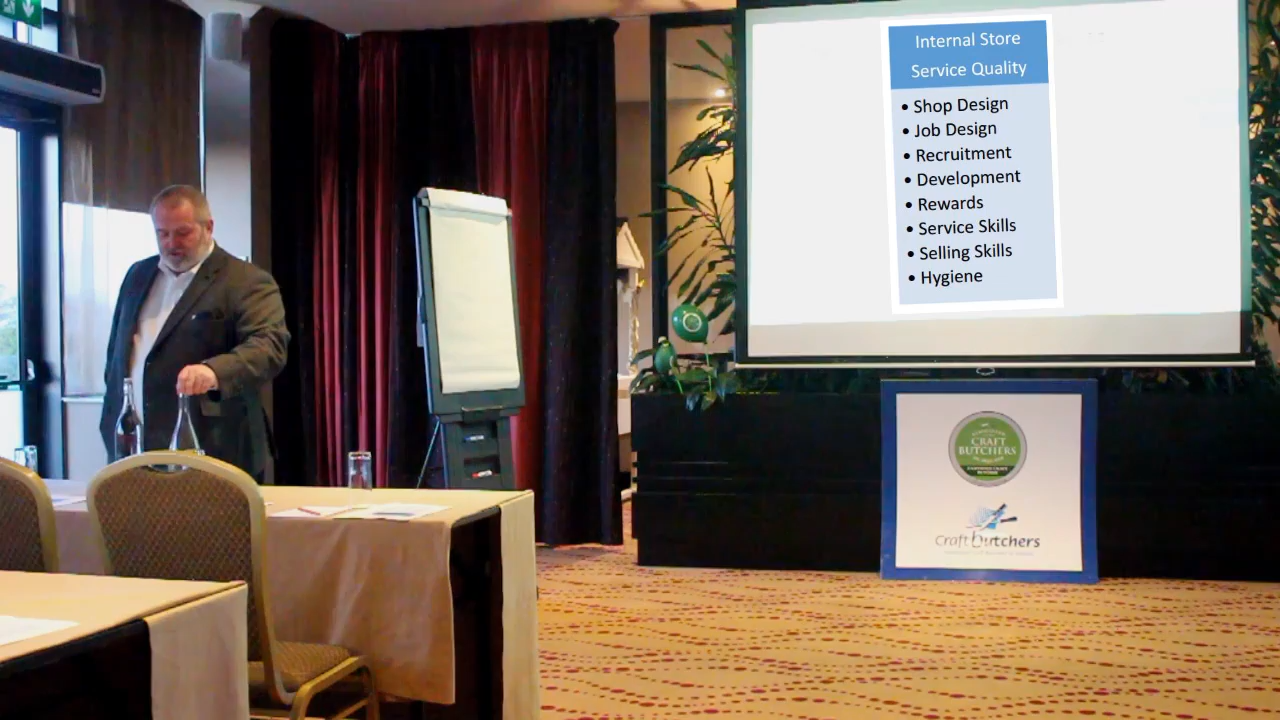 Internal Store
Service Quality
• Shop Design
• Job Design
• Recruitment
• Development
• Rewards
• Service Skills
• Selling Skills
• Hygiene
CRAFT
BUTCHERS
Craft butchers